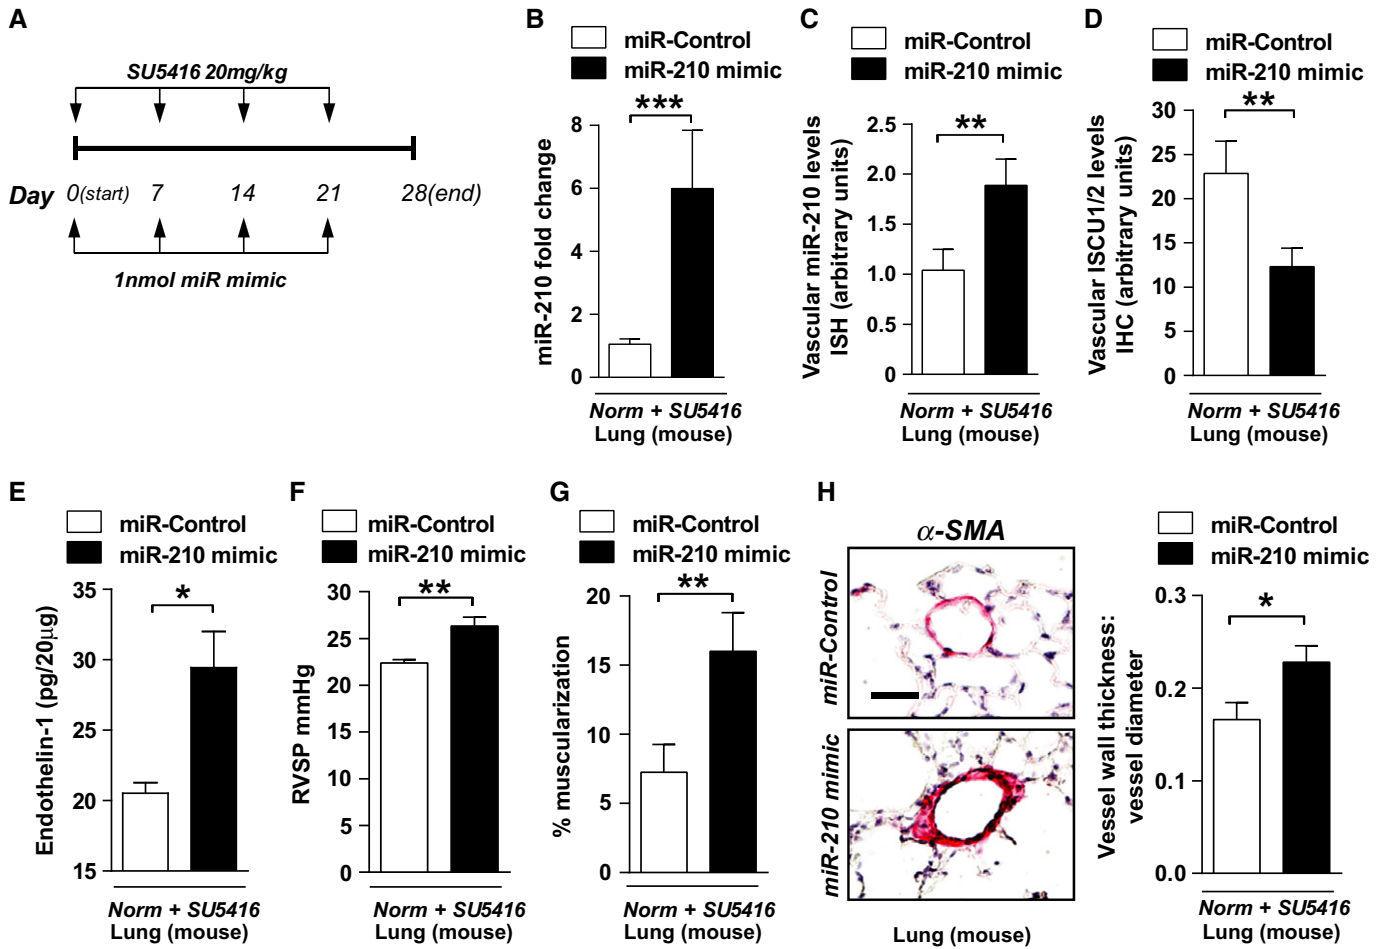 A
SU5416 20mg/kg
Day 0(start) 7 14 21 28(end)
1nmol miR mimic
B
miR-Control
miR-210 mimic
***
miR-210 fold change
8
6
4
2
0
Norm + SU5416
Lung (mouse)
C
miR-Control
miR-210 mimic
**
Vascular miR-210 levels
ISH (arbitrary units)
2.5
2.0
1.5
1.0
0.5
0
Norm + SU5416
Lung (mouse)
D
miR-Control
miR-210 mimic
**
Vascular ISCU1/2 levels
IHC (arbitrary units)
30
25
20
15
10
5
0
Norm + SU5416
Lung (mouse)
E
miR-Control
miR-210 mimic
*
Endothelin-1 (pg/20µg)
35
30
25
20
15
Norm + SU5416
Lung (mouse)
F
miR-Control
miR-210 mimic
**
RVSP mmHg
30
25
20
15
10
5
0
Norm + SU5416
Lung (mouse)
G
miR-Control
miR-210 mimic
**
% muscularization
20
15
10
5
0
Norm + SU5416
Lung (mouse)
H
α-SMA
miR-Control
miR-210 mimic
Lung (mouse)
miR-Control
miR-210 mimic
*
Vessel wall thickness:
vessel diameter
0.3
0.2
0.1
0.0
Norm + SU5416
Lung (mouse)